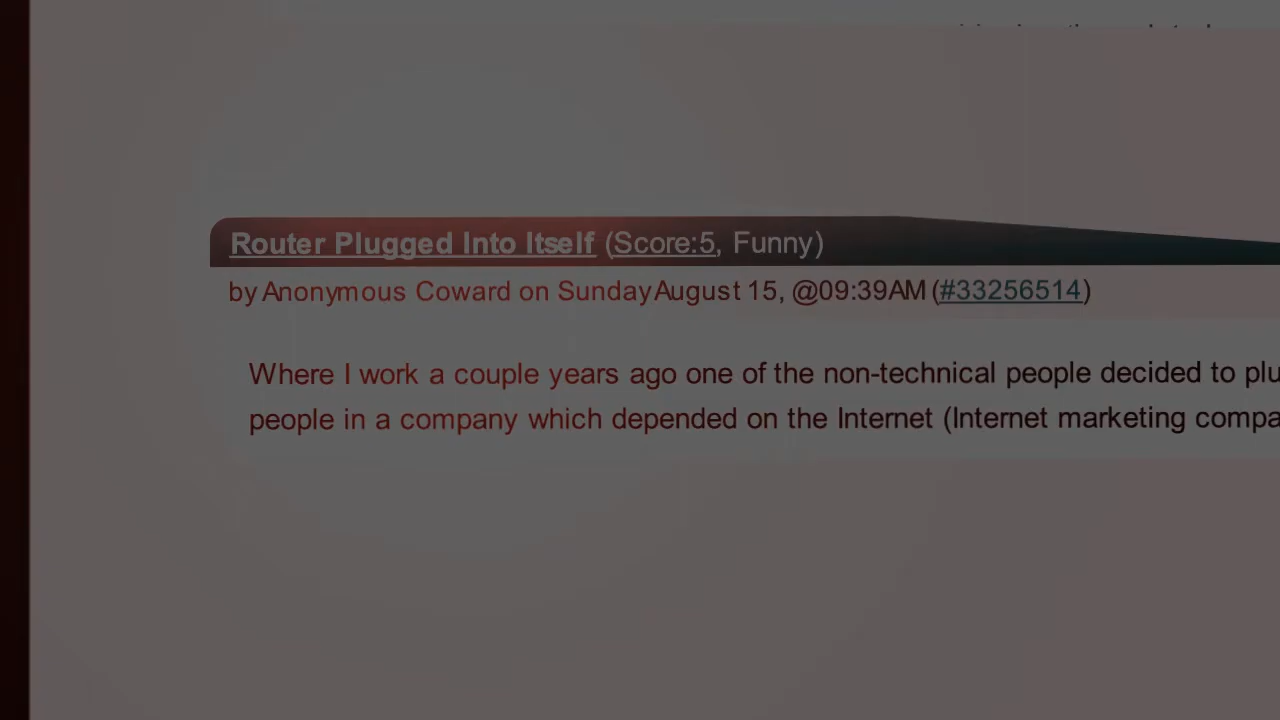 Router Plugged Into Itself (Score:5, Funny)
by Anonymous Coward on Sunday August 15, @09:39AM (#33256514)
Where I work a couple years ago one of the non-technical people decided to plu
people in a company which depended on the Internet (Internet marketing compa